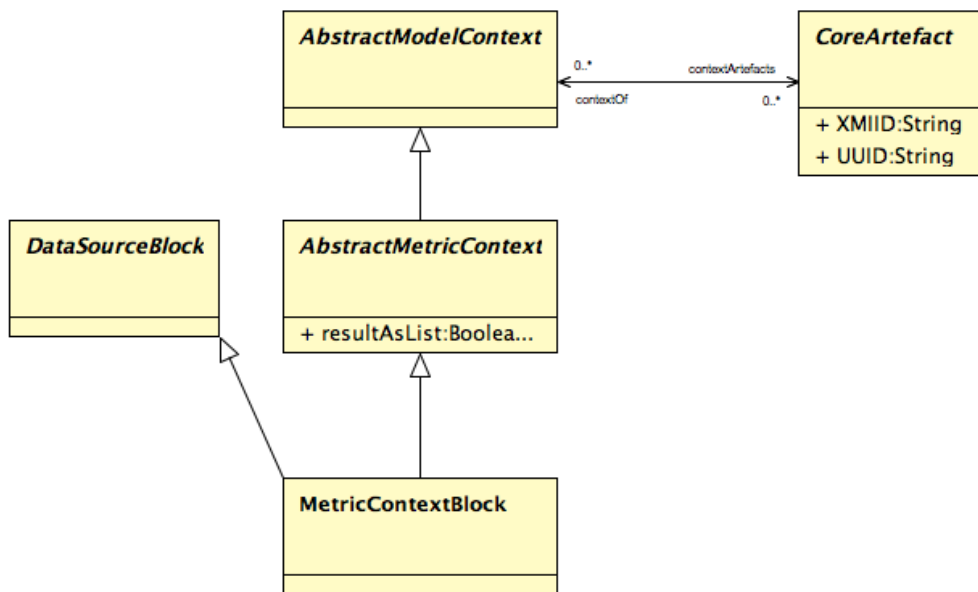 AbstractModelContext
CoreArtefact
0..*
contextArtefacts
contextOf
0..*
+ XMIID:String
+ UUID:String
DataSourceBlock
AbstractMetricContext
+ resultAsList:Boolea...
MetricContextBlock